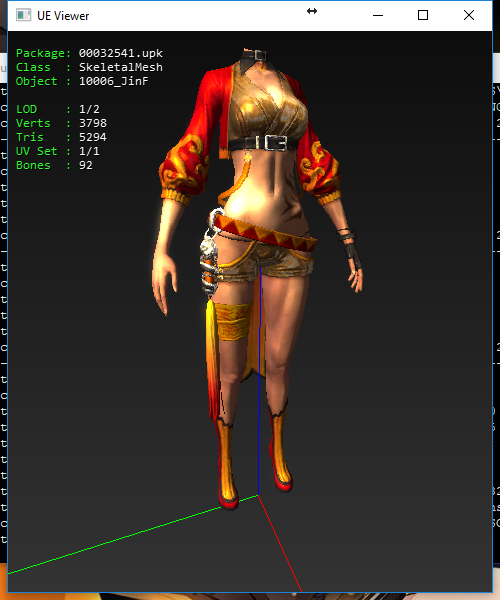 UE Viewer
Package: 00032541.upk
Class : SkeletalMesh
Object : 10006_JinF
LOD : 1/2
Verts : 3798
Tris : 5294
UV Set : 1/1
Bones : 92